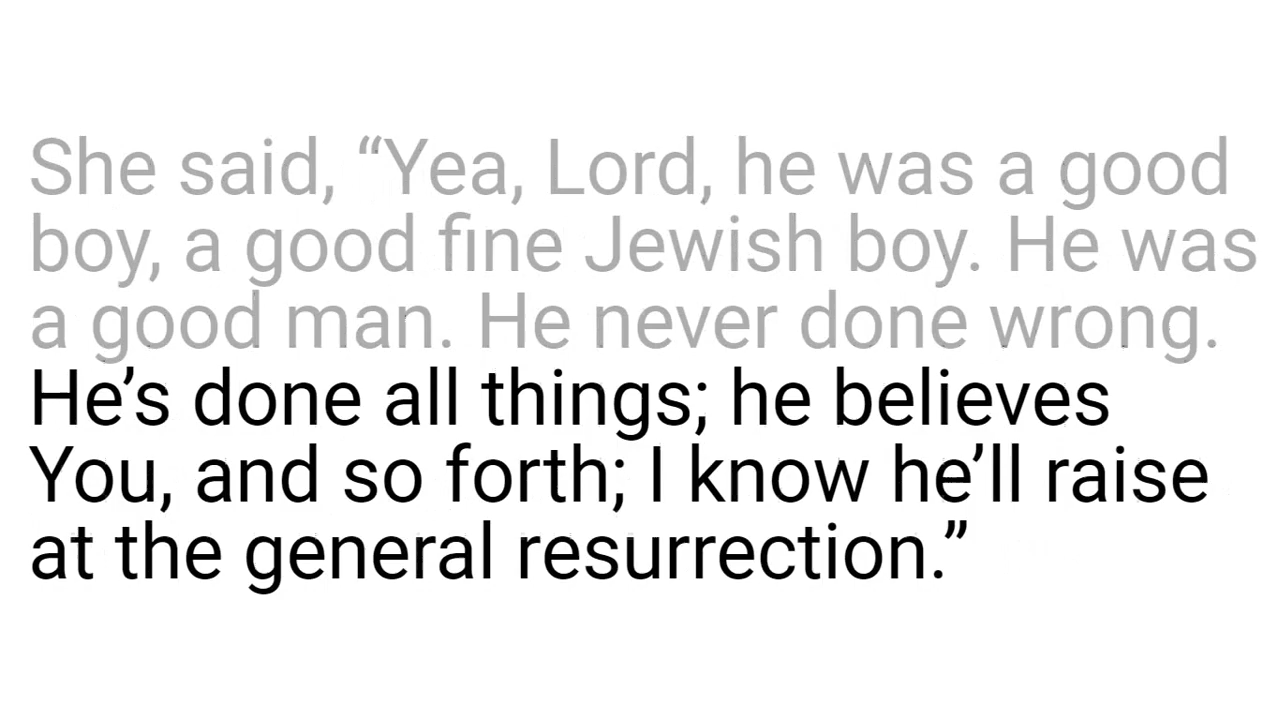 She said, “Yea, Lord, he was a good
boy, a good fine Jewish boy. He was
a good man. He never done wrong.
He’s done all things; he believes
You, and so forth; I know he’ll raise
at the general resurrection.”